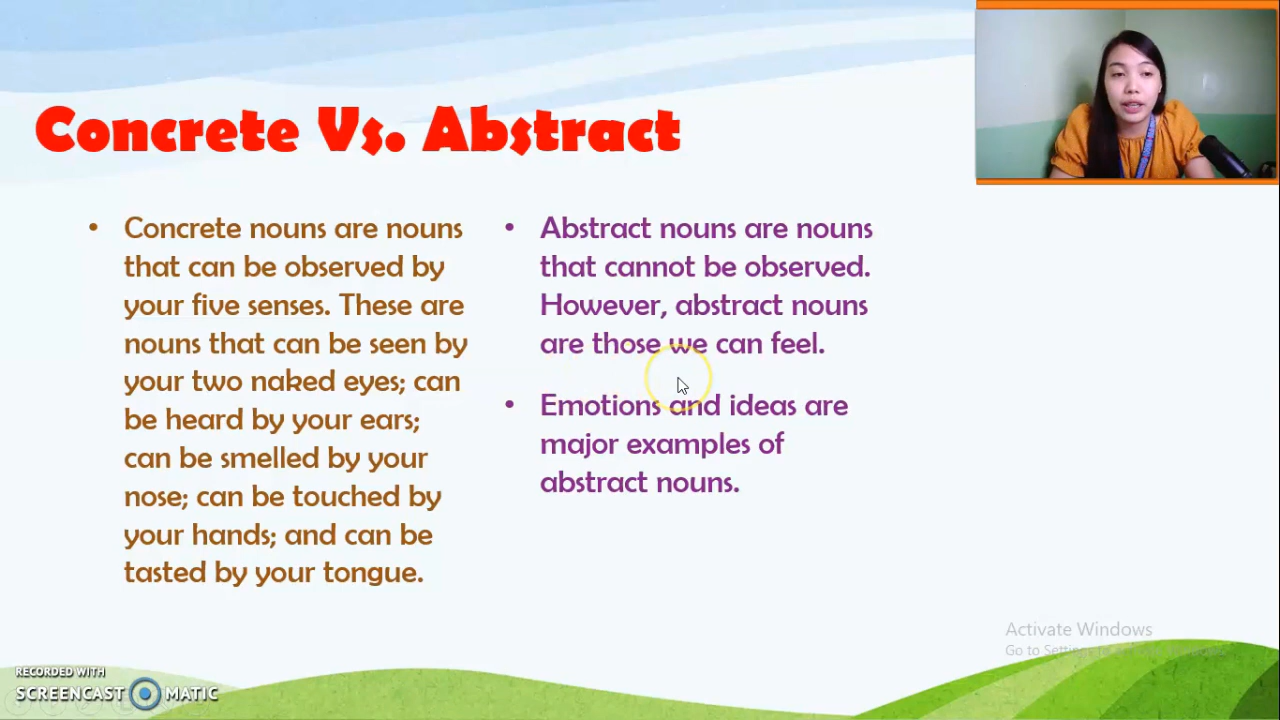 Concrete Vs. Abstract
• Concrete nouns are nouns
that can be observed by
your five senses. These are
nouns that can be seen by
your two naked eyes; can
be heard by your ears;
can be smelled by your
nose; can be touched by
your hands; and can be
tasted by your tongue.
• Abstract nouns are nouns
that cannot be observed.
However, abstract nouns
are those we can feel.
• Emotions and ideas are
major examples of
abstract nouns.
Activate Windows
Go to Settings to activate Windows.
RECORDED WITH
SCREENCAST MATIC